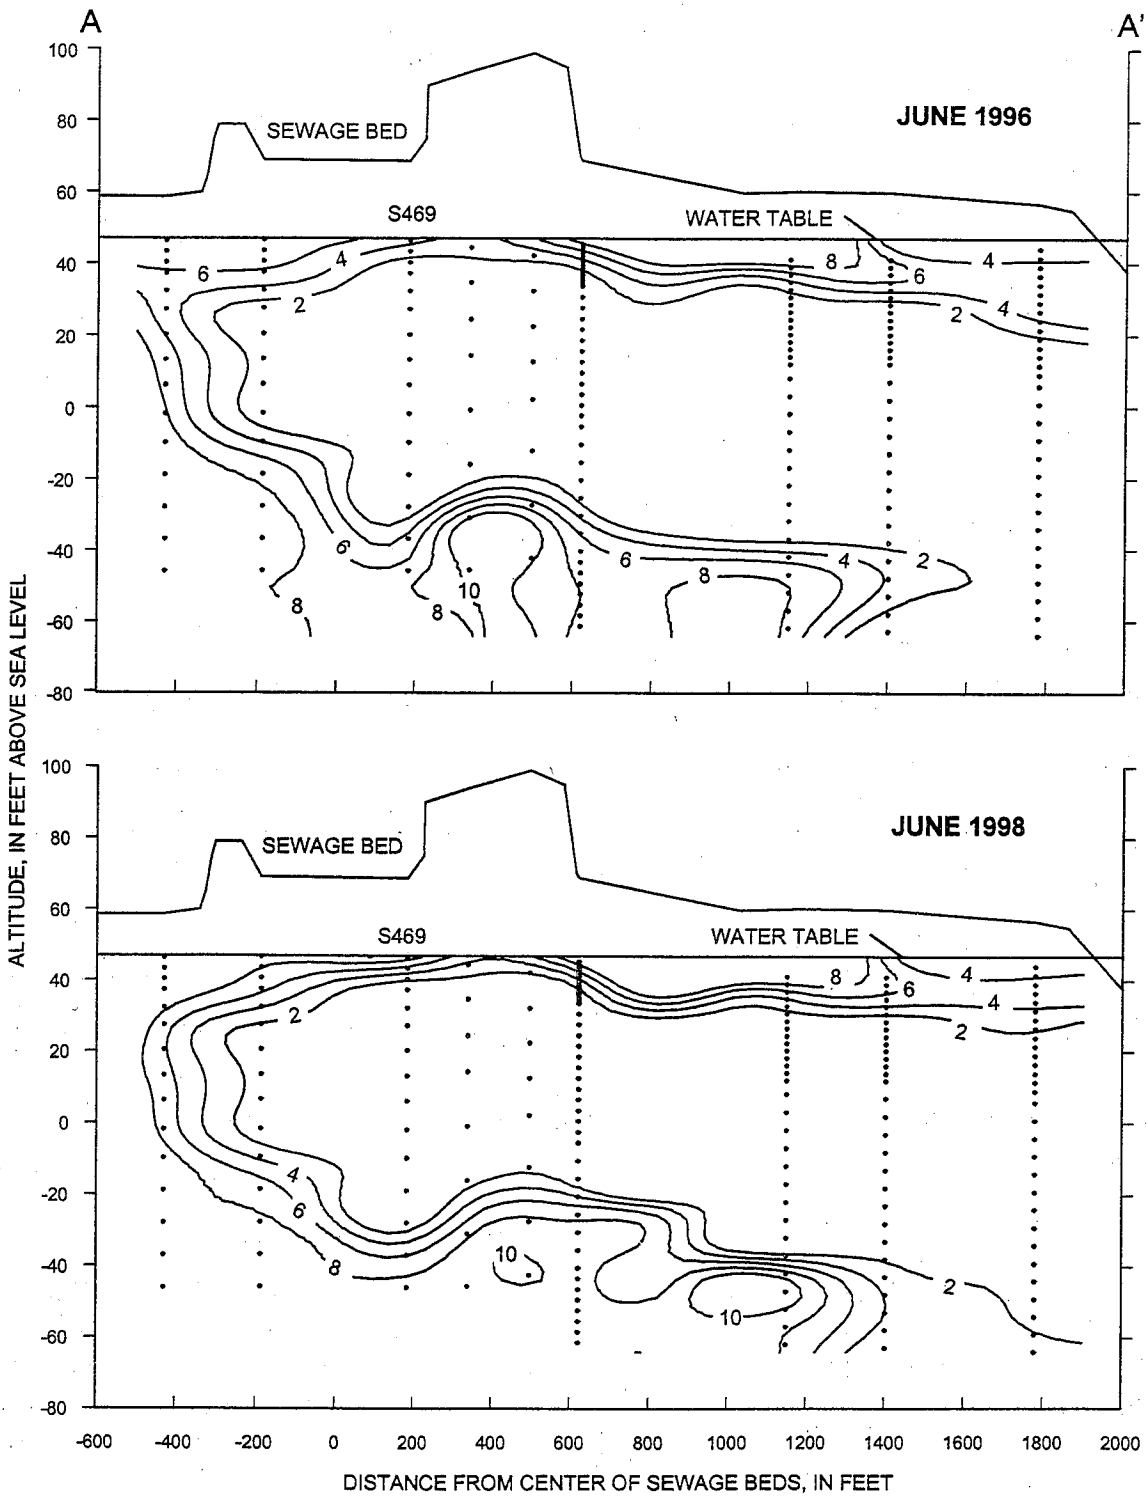 A A'
100
80
60
40
20
0
-20
-40
-60
-80
JUNE 1996
SEWAGE BED
S469
WATER TABLE
6 4 2 8 6 4 4 2
6 8 10 8 6 8 4 2
ALTITUDE, IN FEET ABOVE SEA LEVEL
100
80
60
40
20
0
-20
-40
-60
-80
JUNE 1998
SEWAGE BED
S469
WATER TABLE
2 8 6 4 4 2
4 6 8 10 10 2
-600 -400 -200 0 200 400 600 800 1000 1200 1400 1600 1800 2000
DISTANCE FROM CENTER OF SEWAGE BEDS, IN FEET